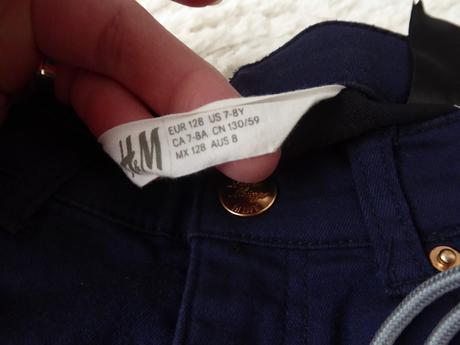 H&M
EUR 128 US 7-8Y
CA 7-8A CN 130/59
MX 128 AUS 8